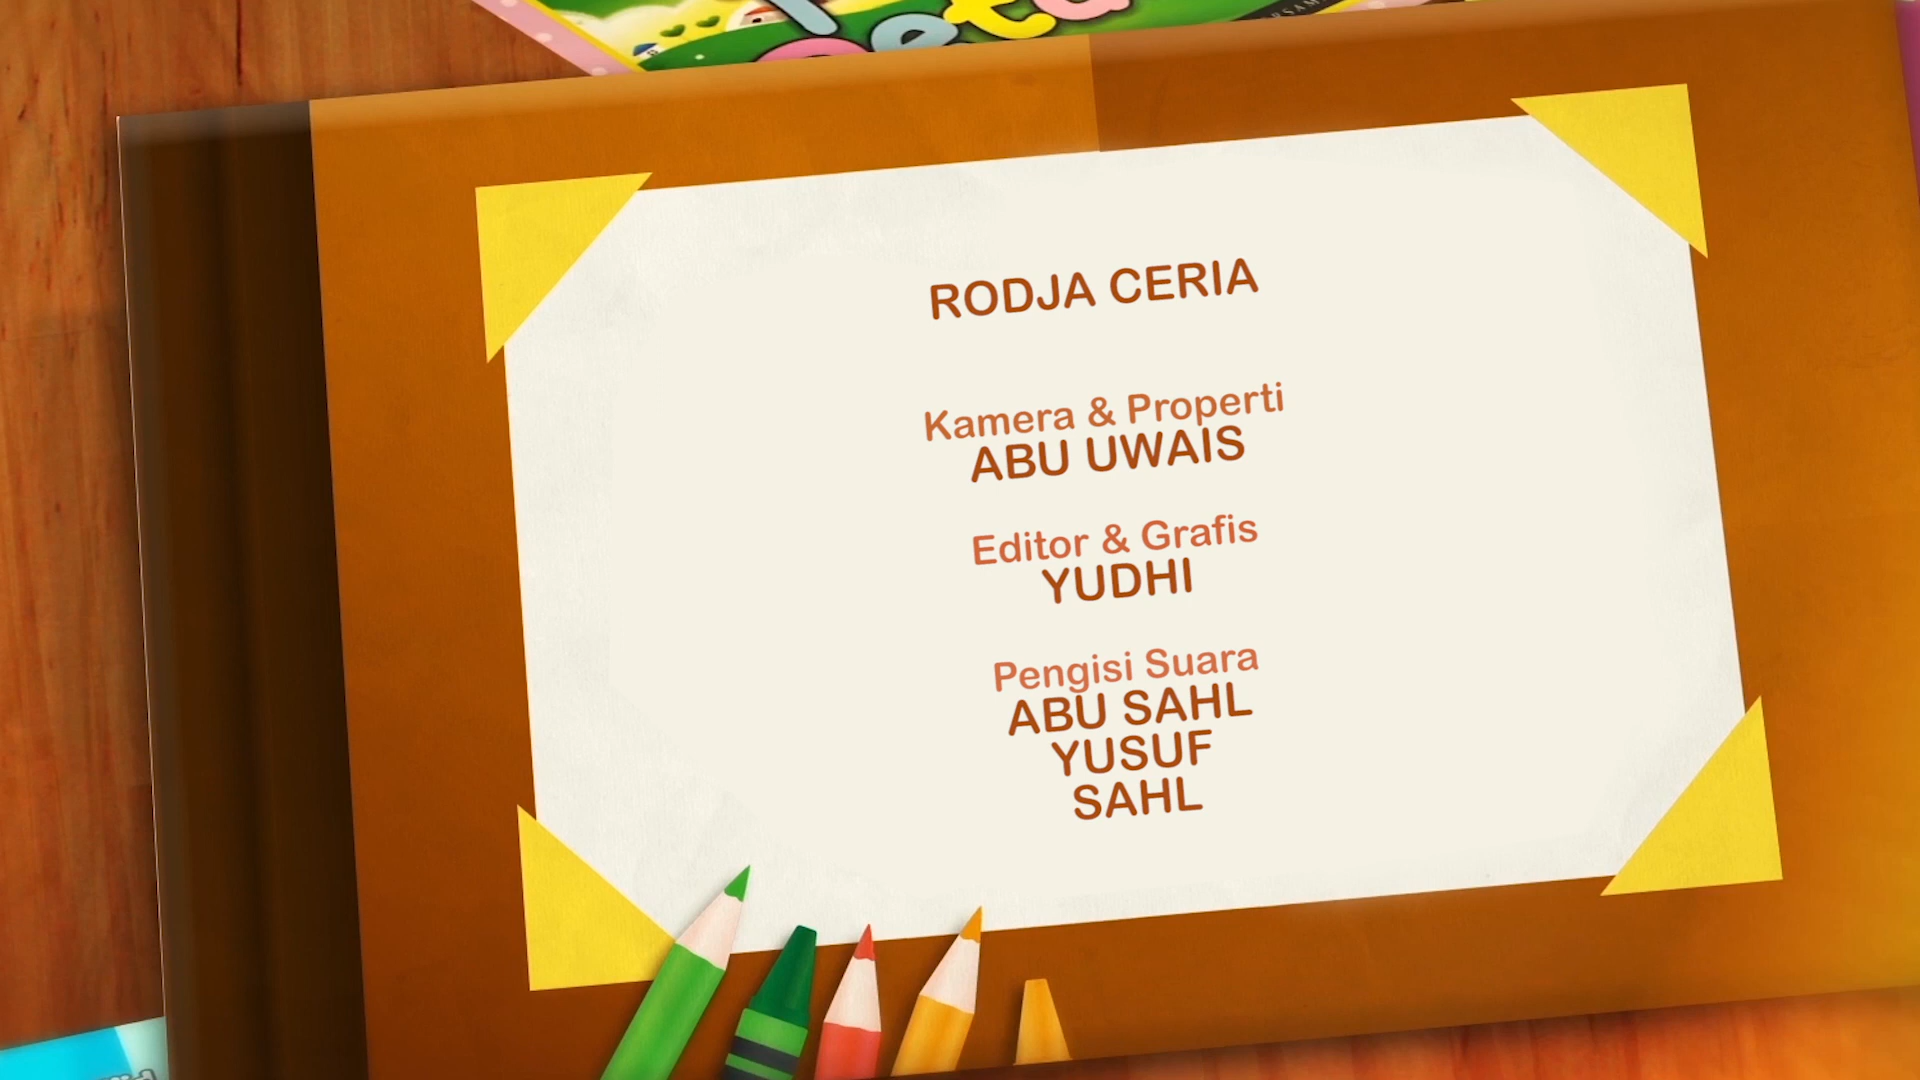 RODJA CERIA
Kamera & Properti
ABU UWAIS
Editor & Grafis
YUDHI
Pengisi Suara
ABU SAHL
YUSUF
SAHL